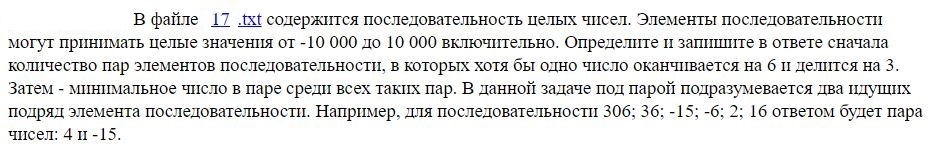 В файле 17 .txt содержится последовательность целых чисел. Элементы последовательности
могут принимать целые значения от -10 000 до 10 000 включительно. Определите и запишите в ответе сначала
количество пар элементов последовательности, в которых хотя бы одно число оканчивается на 6 и делится на 3.
Затем - минимальное число в паре среди всех таких пар. В данной задаче под парой подразумевается два идущих
подряд элемента последовательности. Например, для последовательности 306; 36; -15; -6; 2; 16 ответом будет пара
чисел: 4 и -15.